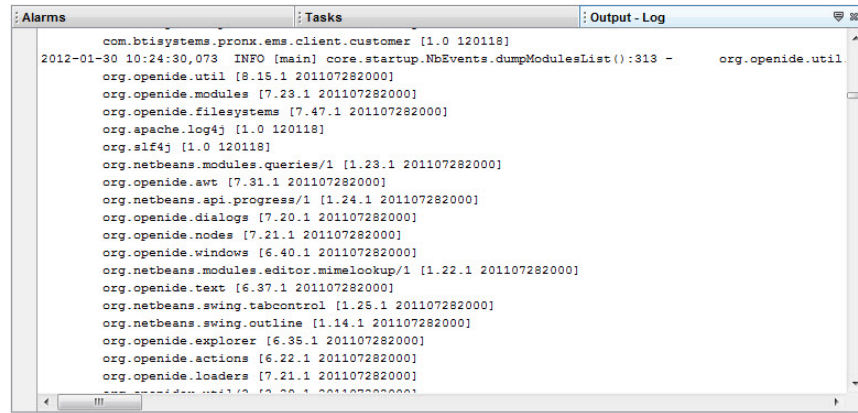 Alarms
Tasks
Output - Log
com.btisystems.pronx.ems.client.customer [1.0 120118]
2012-01-30 10:24:30,073  INFO [main] core.startup.NbEvents.dumpModulesList():313 -      org.openide.util.
org.openide.util [8.15.1 201107282000]
org.openide.modules [7.23.1 201107282000]
org.openide.filesystems [7.47.1 201107282000]
org.apache.log4j [1.0 120118]
org.slf4j [1.0 120118]
org.netbeans.modules.queries/1 [1.23.1 201107282000]
org.openide.awt [7.31.1 201107282000]
org.netbeans.api.progress/1 [1.24.1 201107282000]
org.openide.dialogs [7.20.1 201107282000]
org.openide.nodes [7.21.1 201107282000]
org.openide.windows [6.40.1 201107282000]
org.netbeans.modules.editor.mimelookup/1 [1.22.1 201107282000]
org.openide.text [6.37.1 201107282000]
org.netbeans.swing.tabcontrol [1.25.1 201107282000]
org.netbeans.swing.outline [1.14.1 201107282000]
org.openide.explorer [6.35.1 201107282000]
org.openide.actions [6.22.1 201107282000]
org.openide.loaders [7.21.1 201107282000]